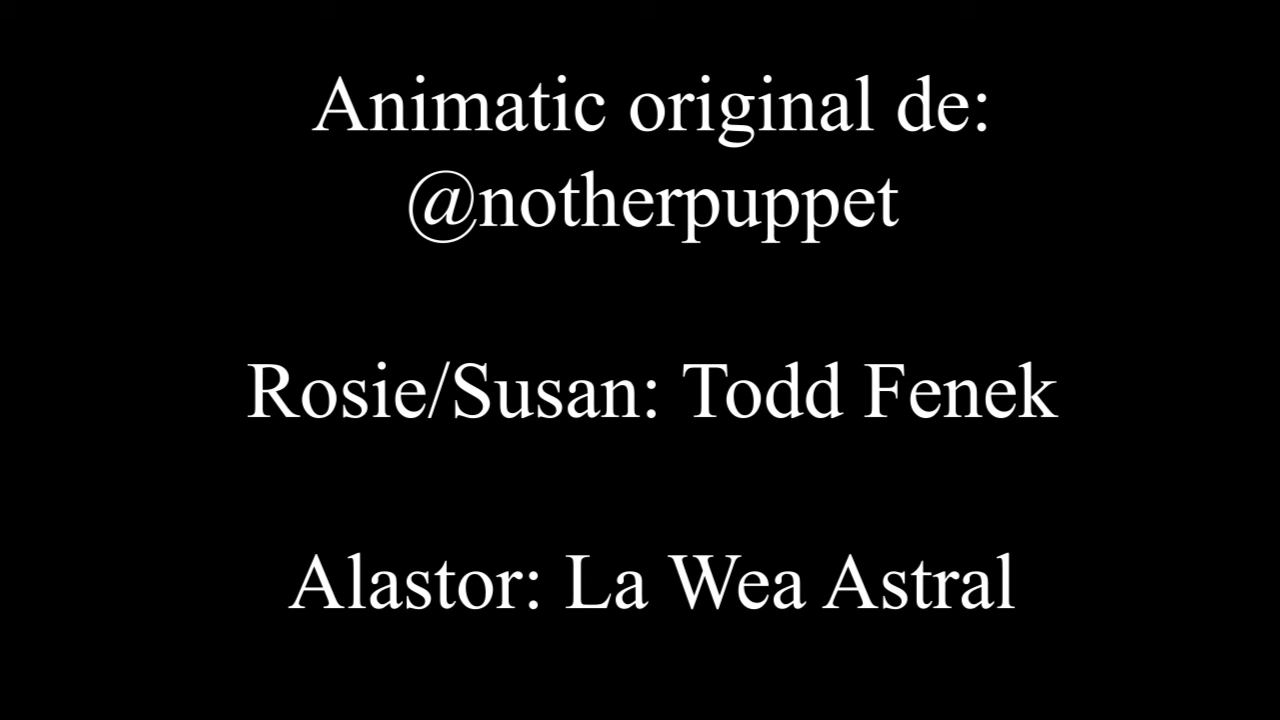 Animatic original de:
@notherpuppet
Rosie/Susan: Todd Fenek
Alastor: La Wea Astral